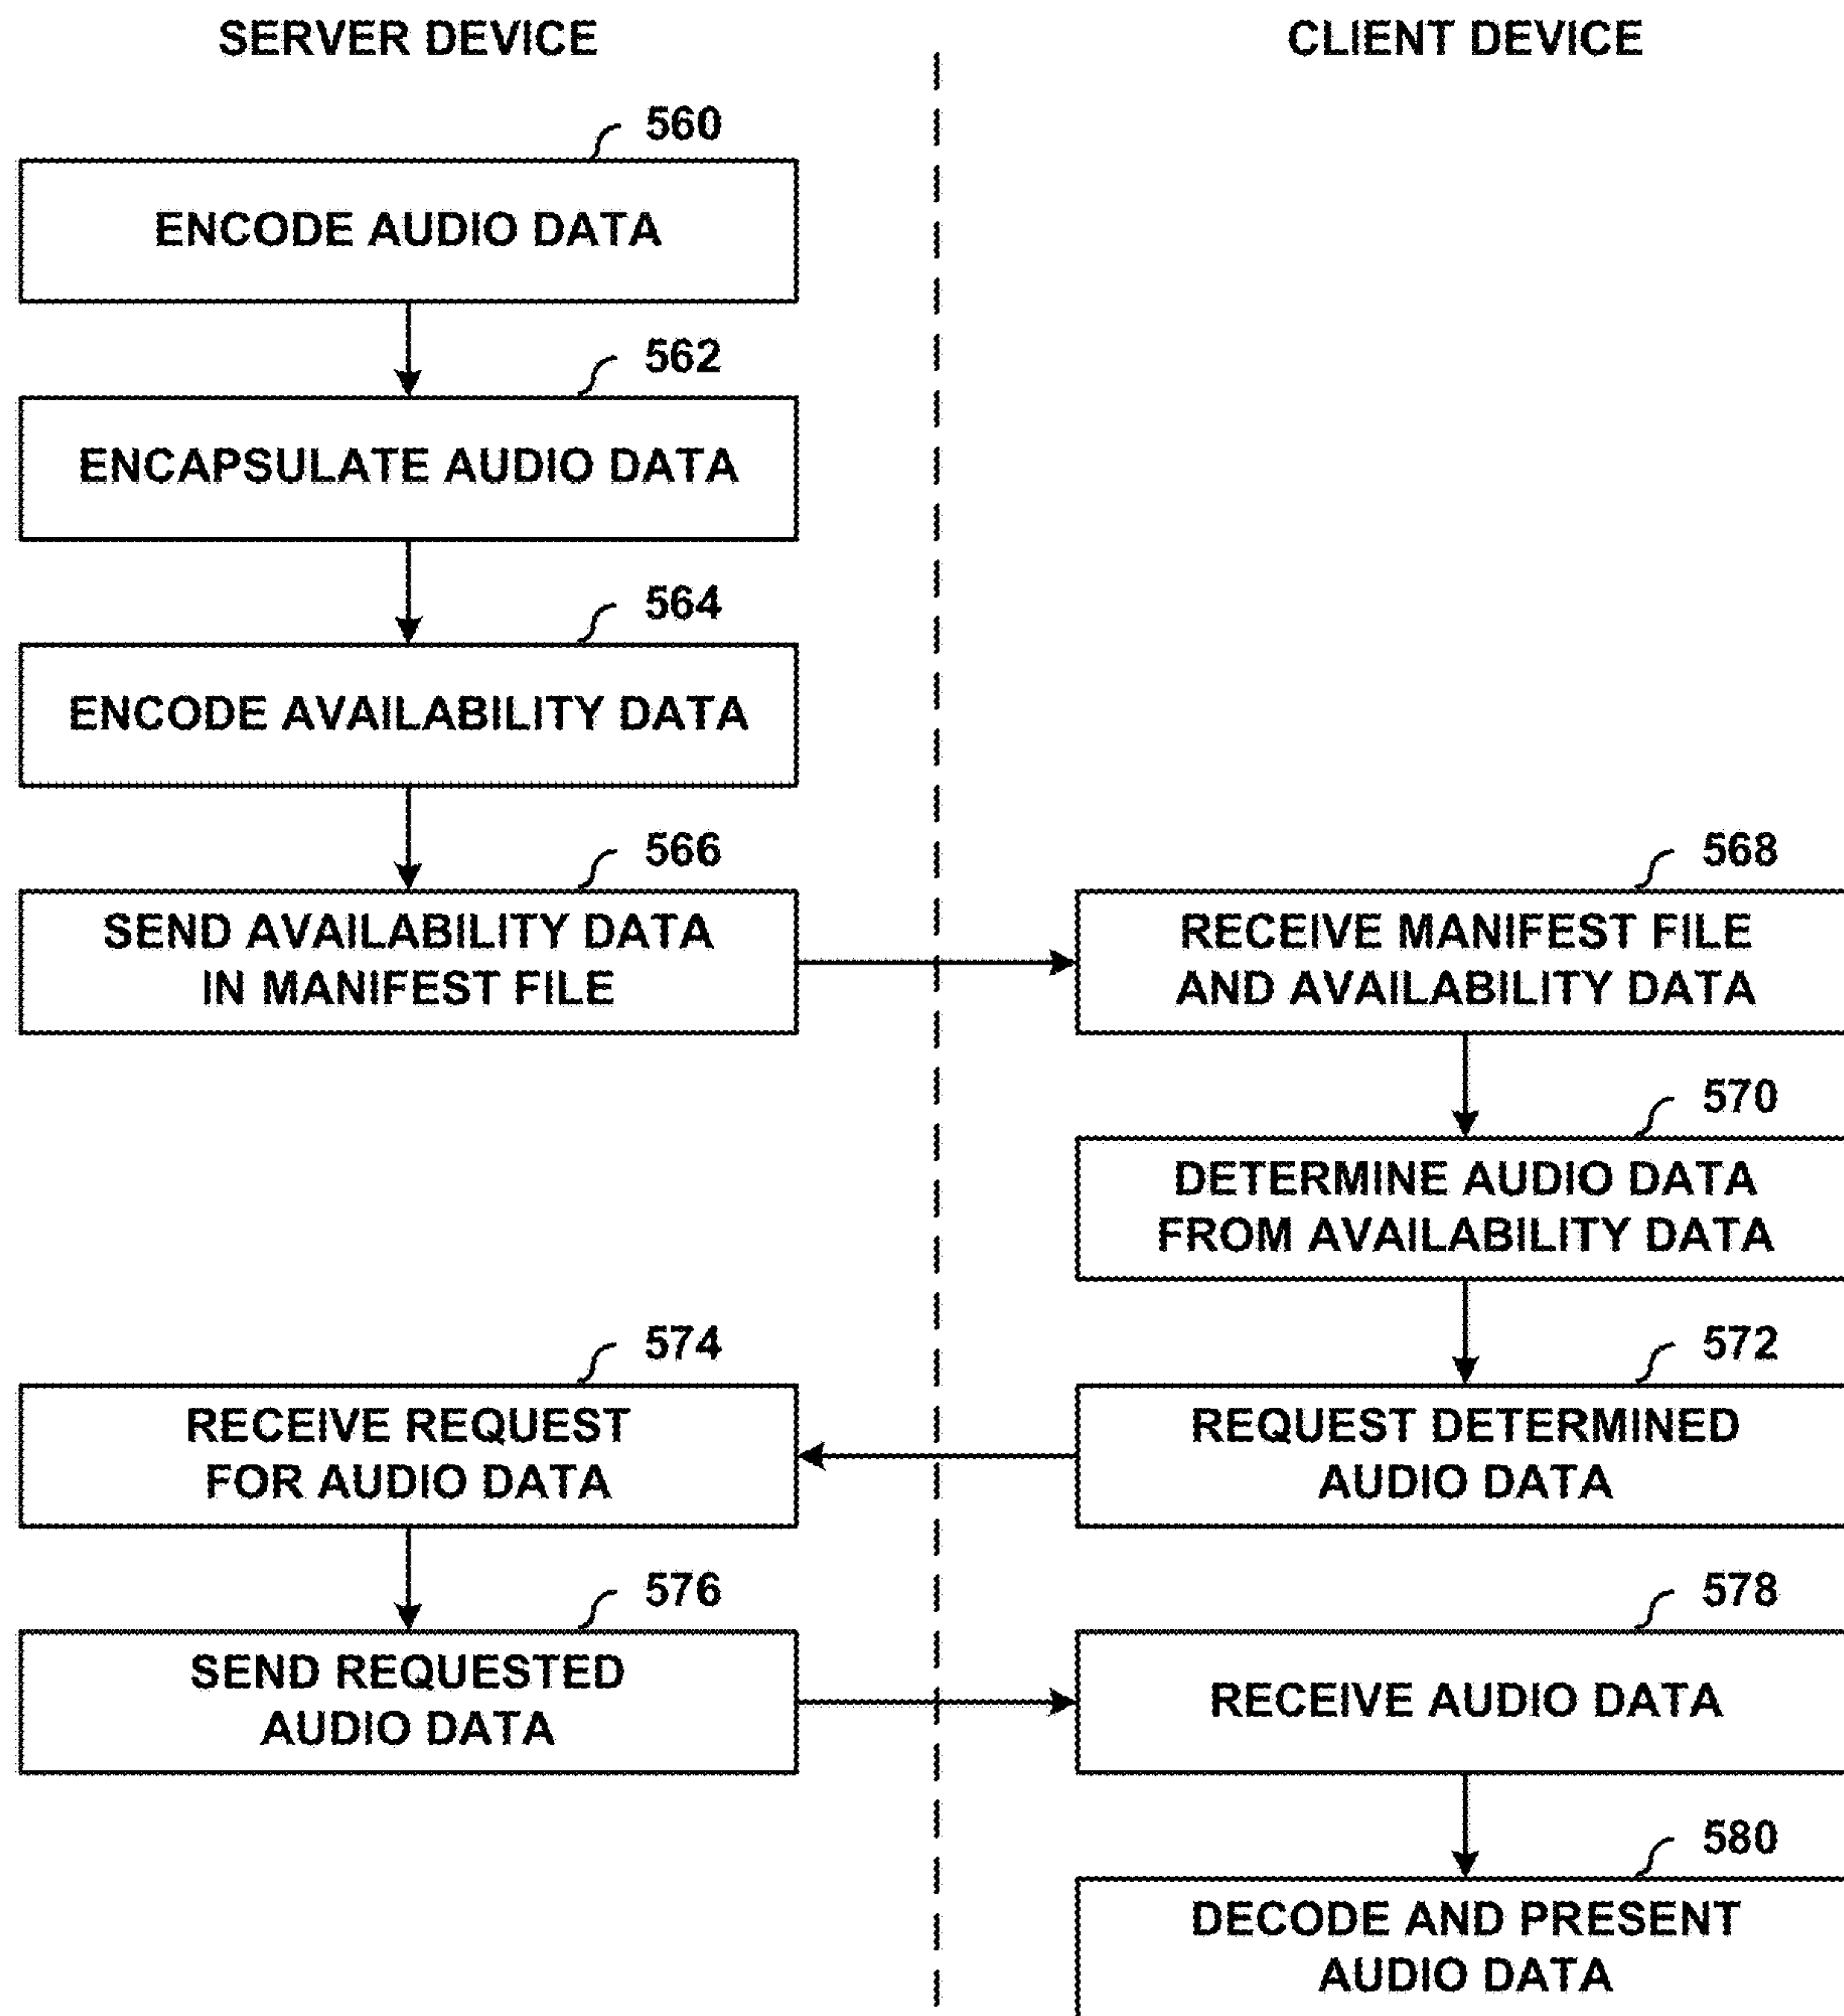 SERVER DEVICE
CLIENT DEVICE
560
ENCODE AUDIO DATA
562
ENCAPSULATE AUDIO DATA
564
ENCODE AVAILABILITY DATA
566
SEND AVAILABILITY DATA
IN MANIFEST FILE
568
RECEIVE MANIFEST FILE
AND AVAILABILITY DATA
570
DETERMINE AUDIO DATA
FROM AVAILABILITY DATA
572
REQUEST DETERMINED
AUDIO DATA
574
RECEIVE REQUEST
FOR AUDIO DATA
576
SEND REQUESTED
AUDIO DATA
578
RECEIVE AUDIO DATA
580
DECODE AND PRESENT
AUDIO DATA